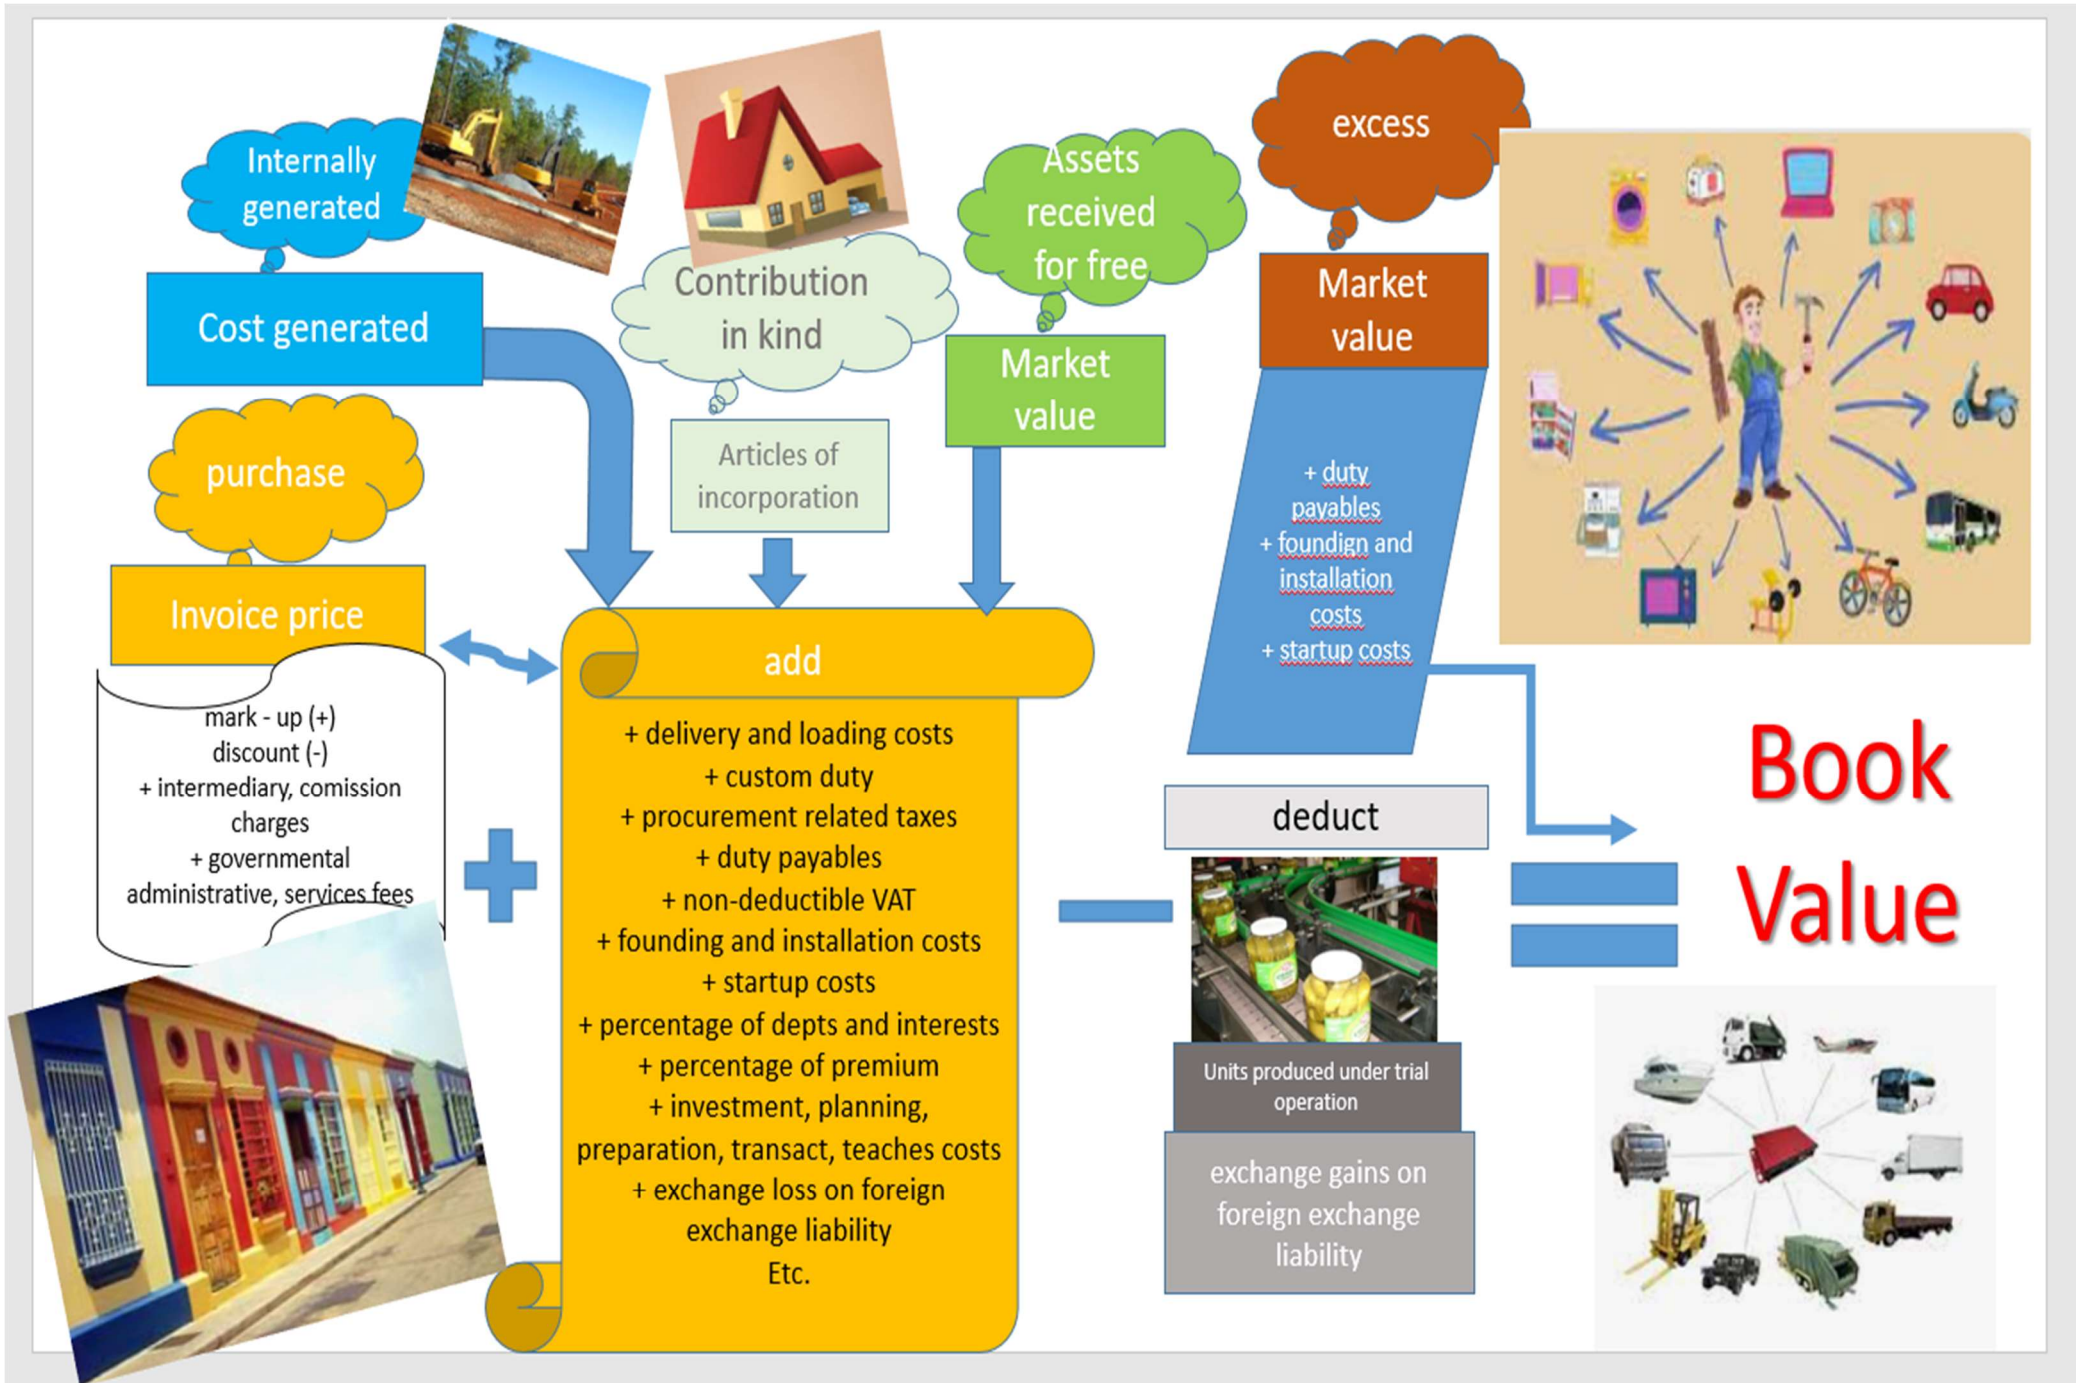 Internally
generated
Cost generated
purchase
Invoice price
mark - up (+)
discount (-)
+ intermediary, comission
charges
+ governmental
administrative, services fees
Contribution
in kind
Articles of
incorporation
Assets
received
for free
Market
value
add
+ delivery and loading costs
+ custom duty
+ procurement related taxes
+ duty payables
+ non-deductible VAT
+ founding and installation costs
+ startup costs
+ percentage of depts and interests
+ percentage of premium
+ investment, planning,
preparation, transact, teaches costs
+ exchange loss on foreign
exchange liability
Etc.
excess
Market
value
+ duty
payables
+ foundign and
installation
costs
+ startup costs
deduct
Units produced under trial
operation
exchange gains on
foreign exchange
liability
Book
Value